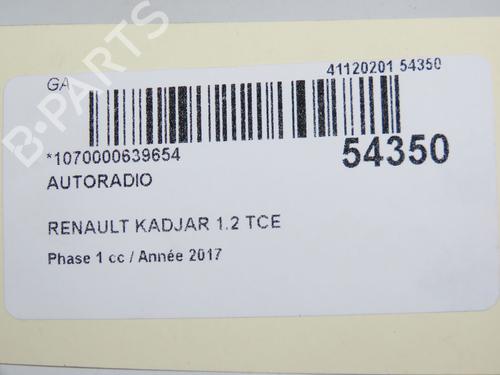 GA
41120201 54350
*1070000639654
54350
AUTORADIO
RENAULT KADJAR 1.2 TCE
Phase 1 cc / Année 2017
B-PARTS